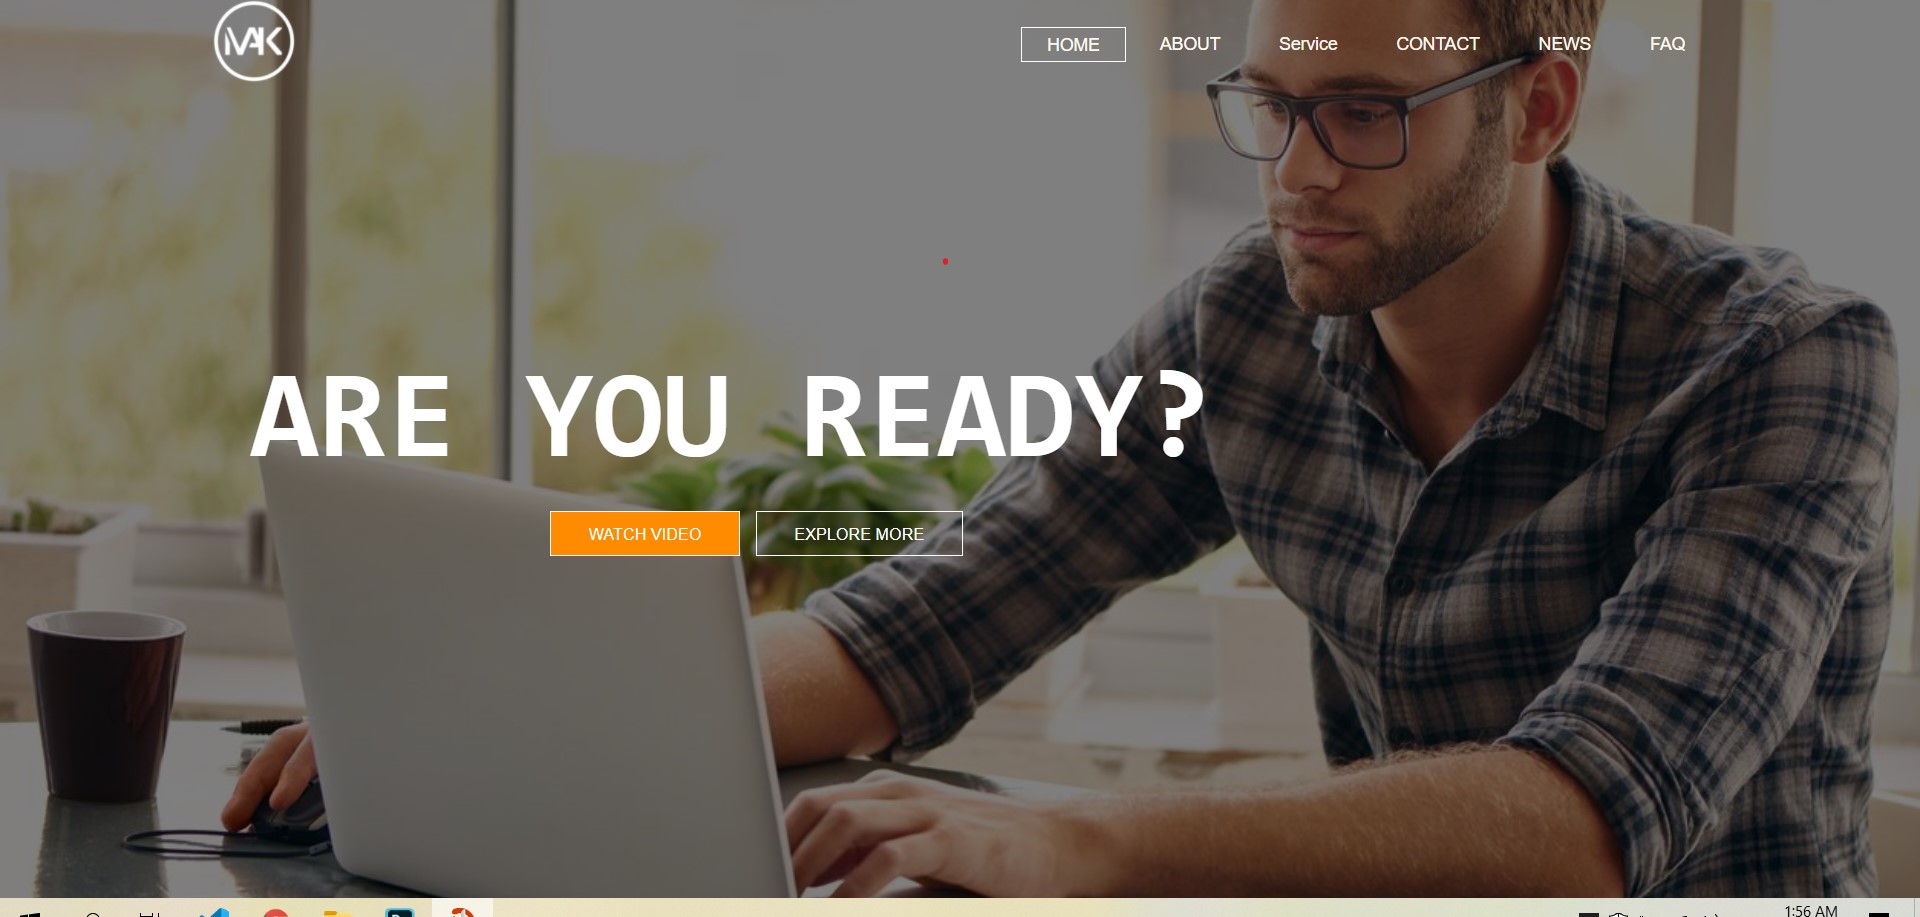 MAK
HOME
ABOUT
Service
CONTACT
NEWS
FAQ
ARE YOU READY?
WATCH VIDEO
EXPLORE MORE
1:56 AM